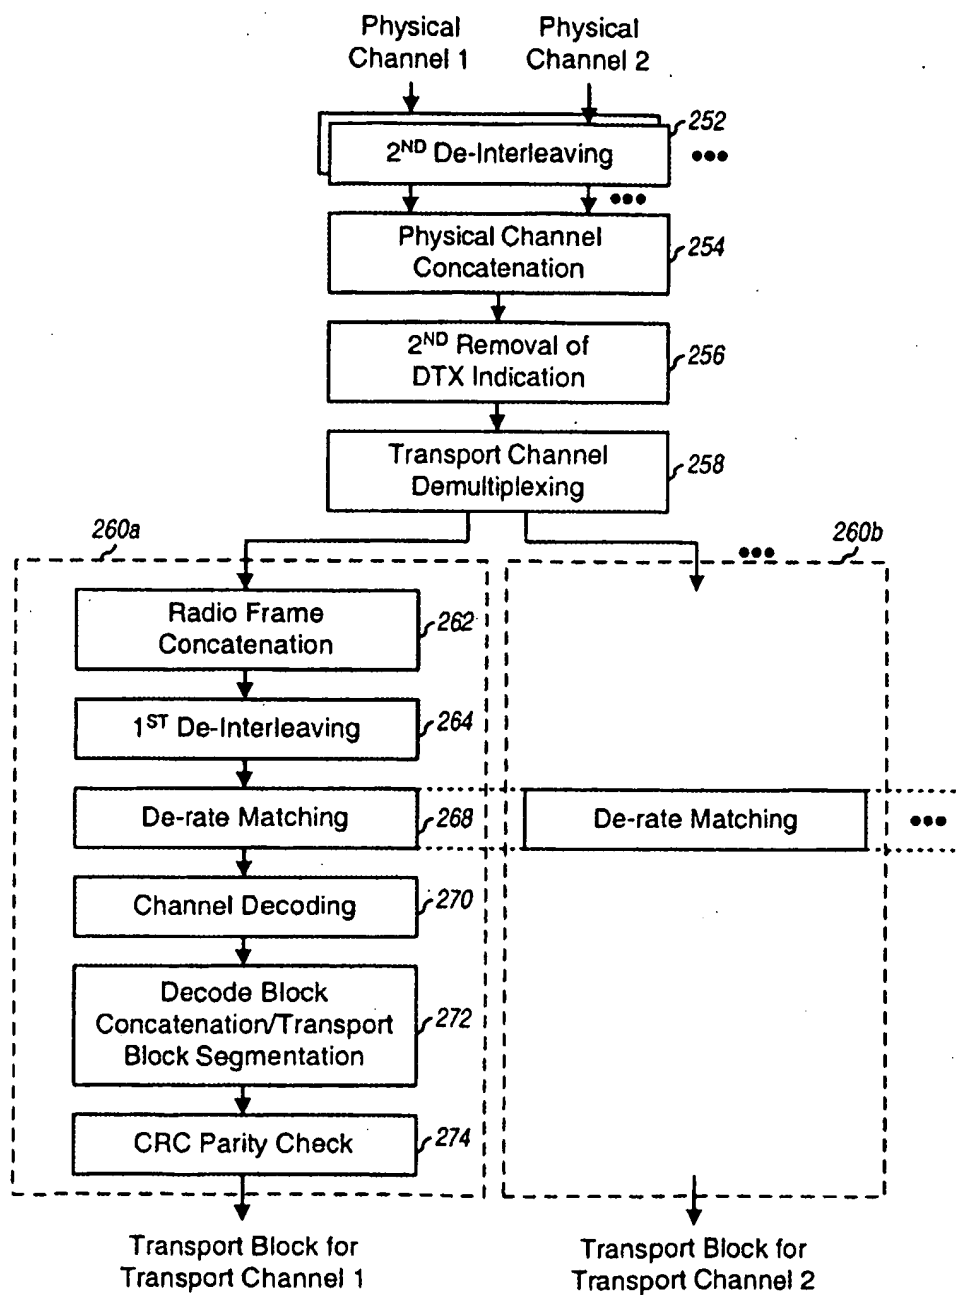 Physical
Channel 1
Physical
Channel 2
252
2ND De-Interleaving
Physical Channel
Concatenation
254
2ND Removal of
DTX Indication
256
Transport Channel
Demultiplexing
258
260a
260b
Radio Frame
Concatenation
262
1ST De-Interleaving
264
De-rate Matching
268
De-rate Matching
Channel Decoding
270
Decode Block
Concatenation/Transport
Block Segmentation
272
CRC Parity Check
274
Transport Block for
Transport Channel 1
Transport Block for
Transport Channel 2